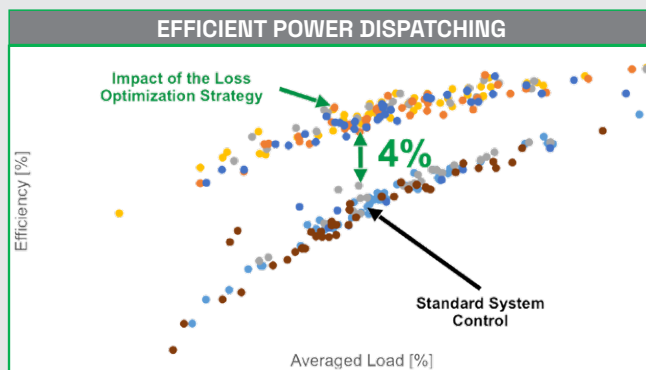 EFFICIENT POWER DISPATCHING
Impact of the Loss
Optimization Strategy
4%
Efficiency [%]
Standard System
Control
Averaged Load [%]